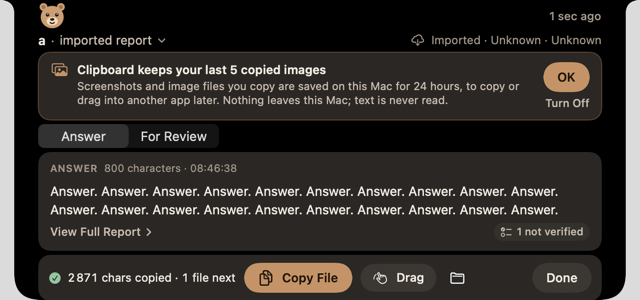 1 sec ago
a · imported report
Imported · Unknown · Unknown
Clipboard keeps your last 5 copied images
Screenshots and image files you copy are saved on this Mac for 24 hours, to copy or
drag into another app later. Nothing leaves this Mac; text is never read.
OK
Turn Off
Answer
For Review
ANSWER 800 characters · 08:46:38
Answer. Answer. Answer. Answer. Answer. Answer. Answer. Answer. Answer. Answer.
Answer. Answer. Answer. Answer. Answer. Answer. Answer. Answer. Answer. Answer.
View Full Report
1 not verified
2 871 chars copied · 1 file next
Copy File
Drag
Done